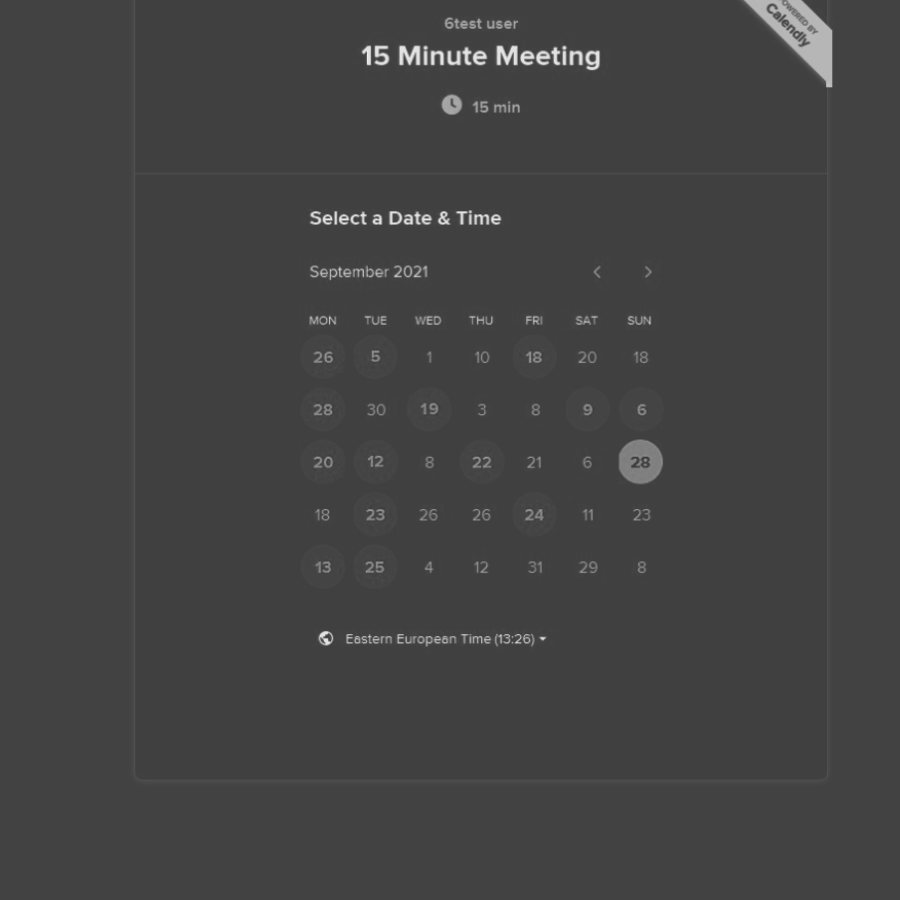 6test user
POWERED BY
Calendly
15 Minute Meeting
15 min
Select a Date & Time
September 2021
MON TUE WED THU FRI SAT SUN
26 5 1 10 18 20 18
28 30 19 3 8 9 6
20 12 8 22 21 6 28
18 23 26 26 24 11 23
13 25 4 12 31 29 8
Eastern European Time (13:26)